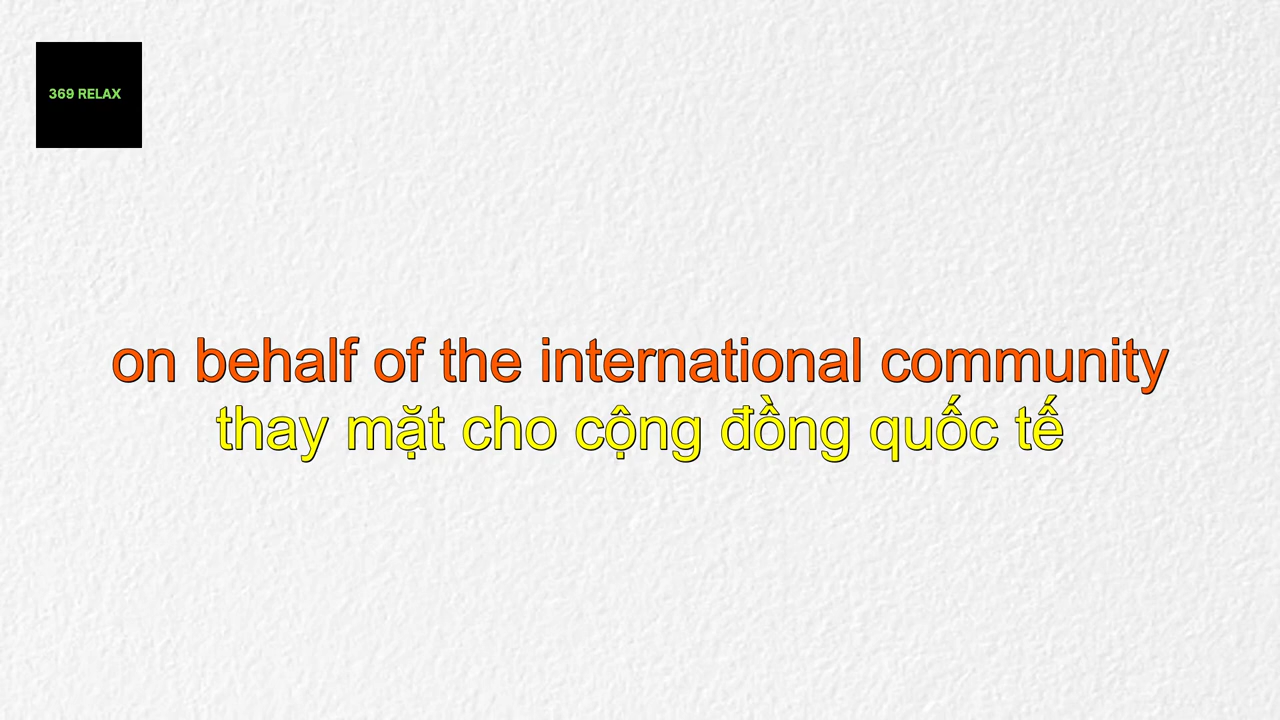 369 RELAX
on behalf of the international community
thay mặt cho cộng đồng quốc tế